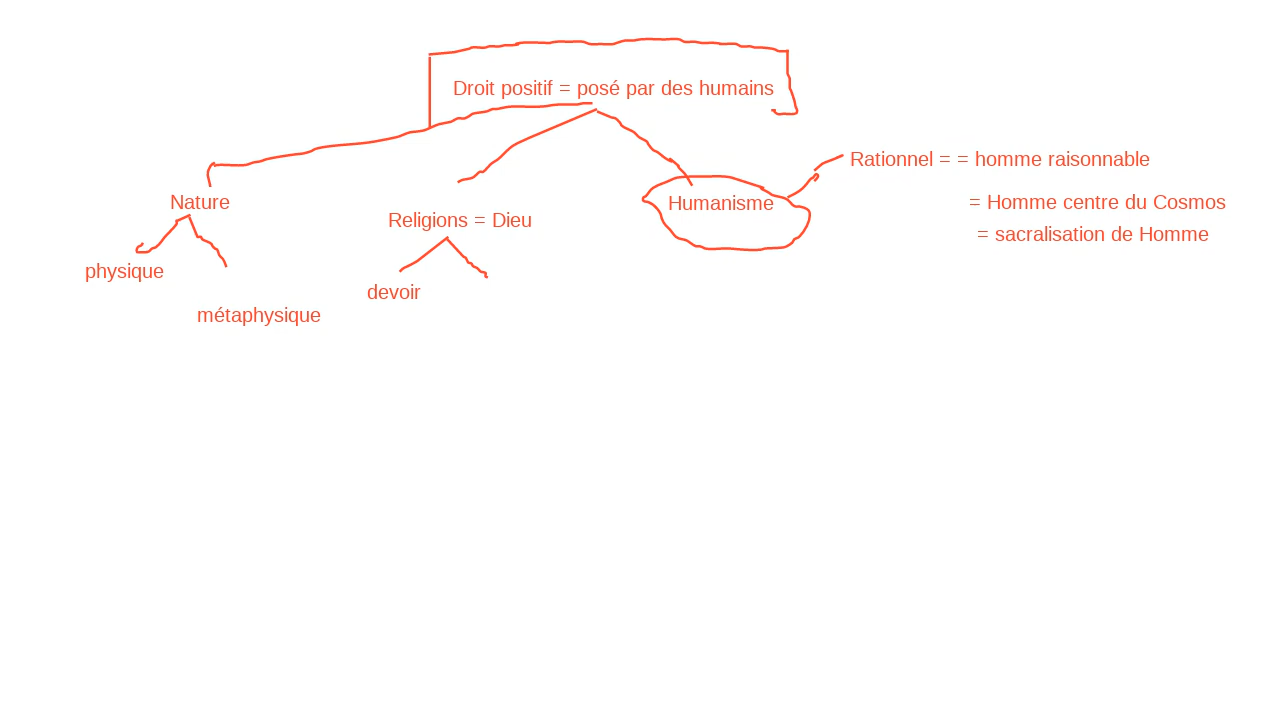 Droit positif = posé par des humains
Rationnel = = homme raisonnable
Nature
Religions = Dieu
Humanisme
= Homme centre du Cosmos
= sacralisation de Homme
physique
métaphysique
devoir